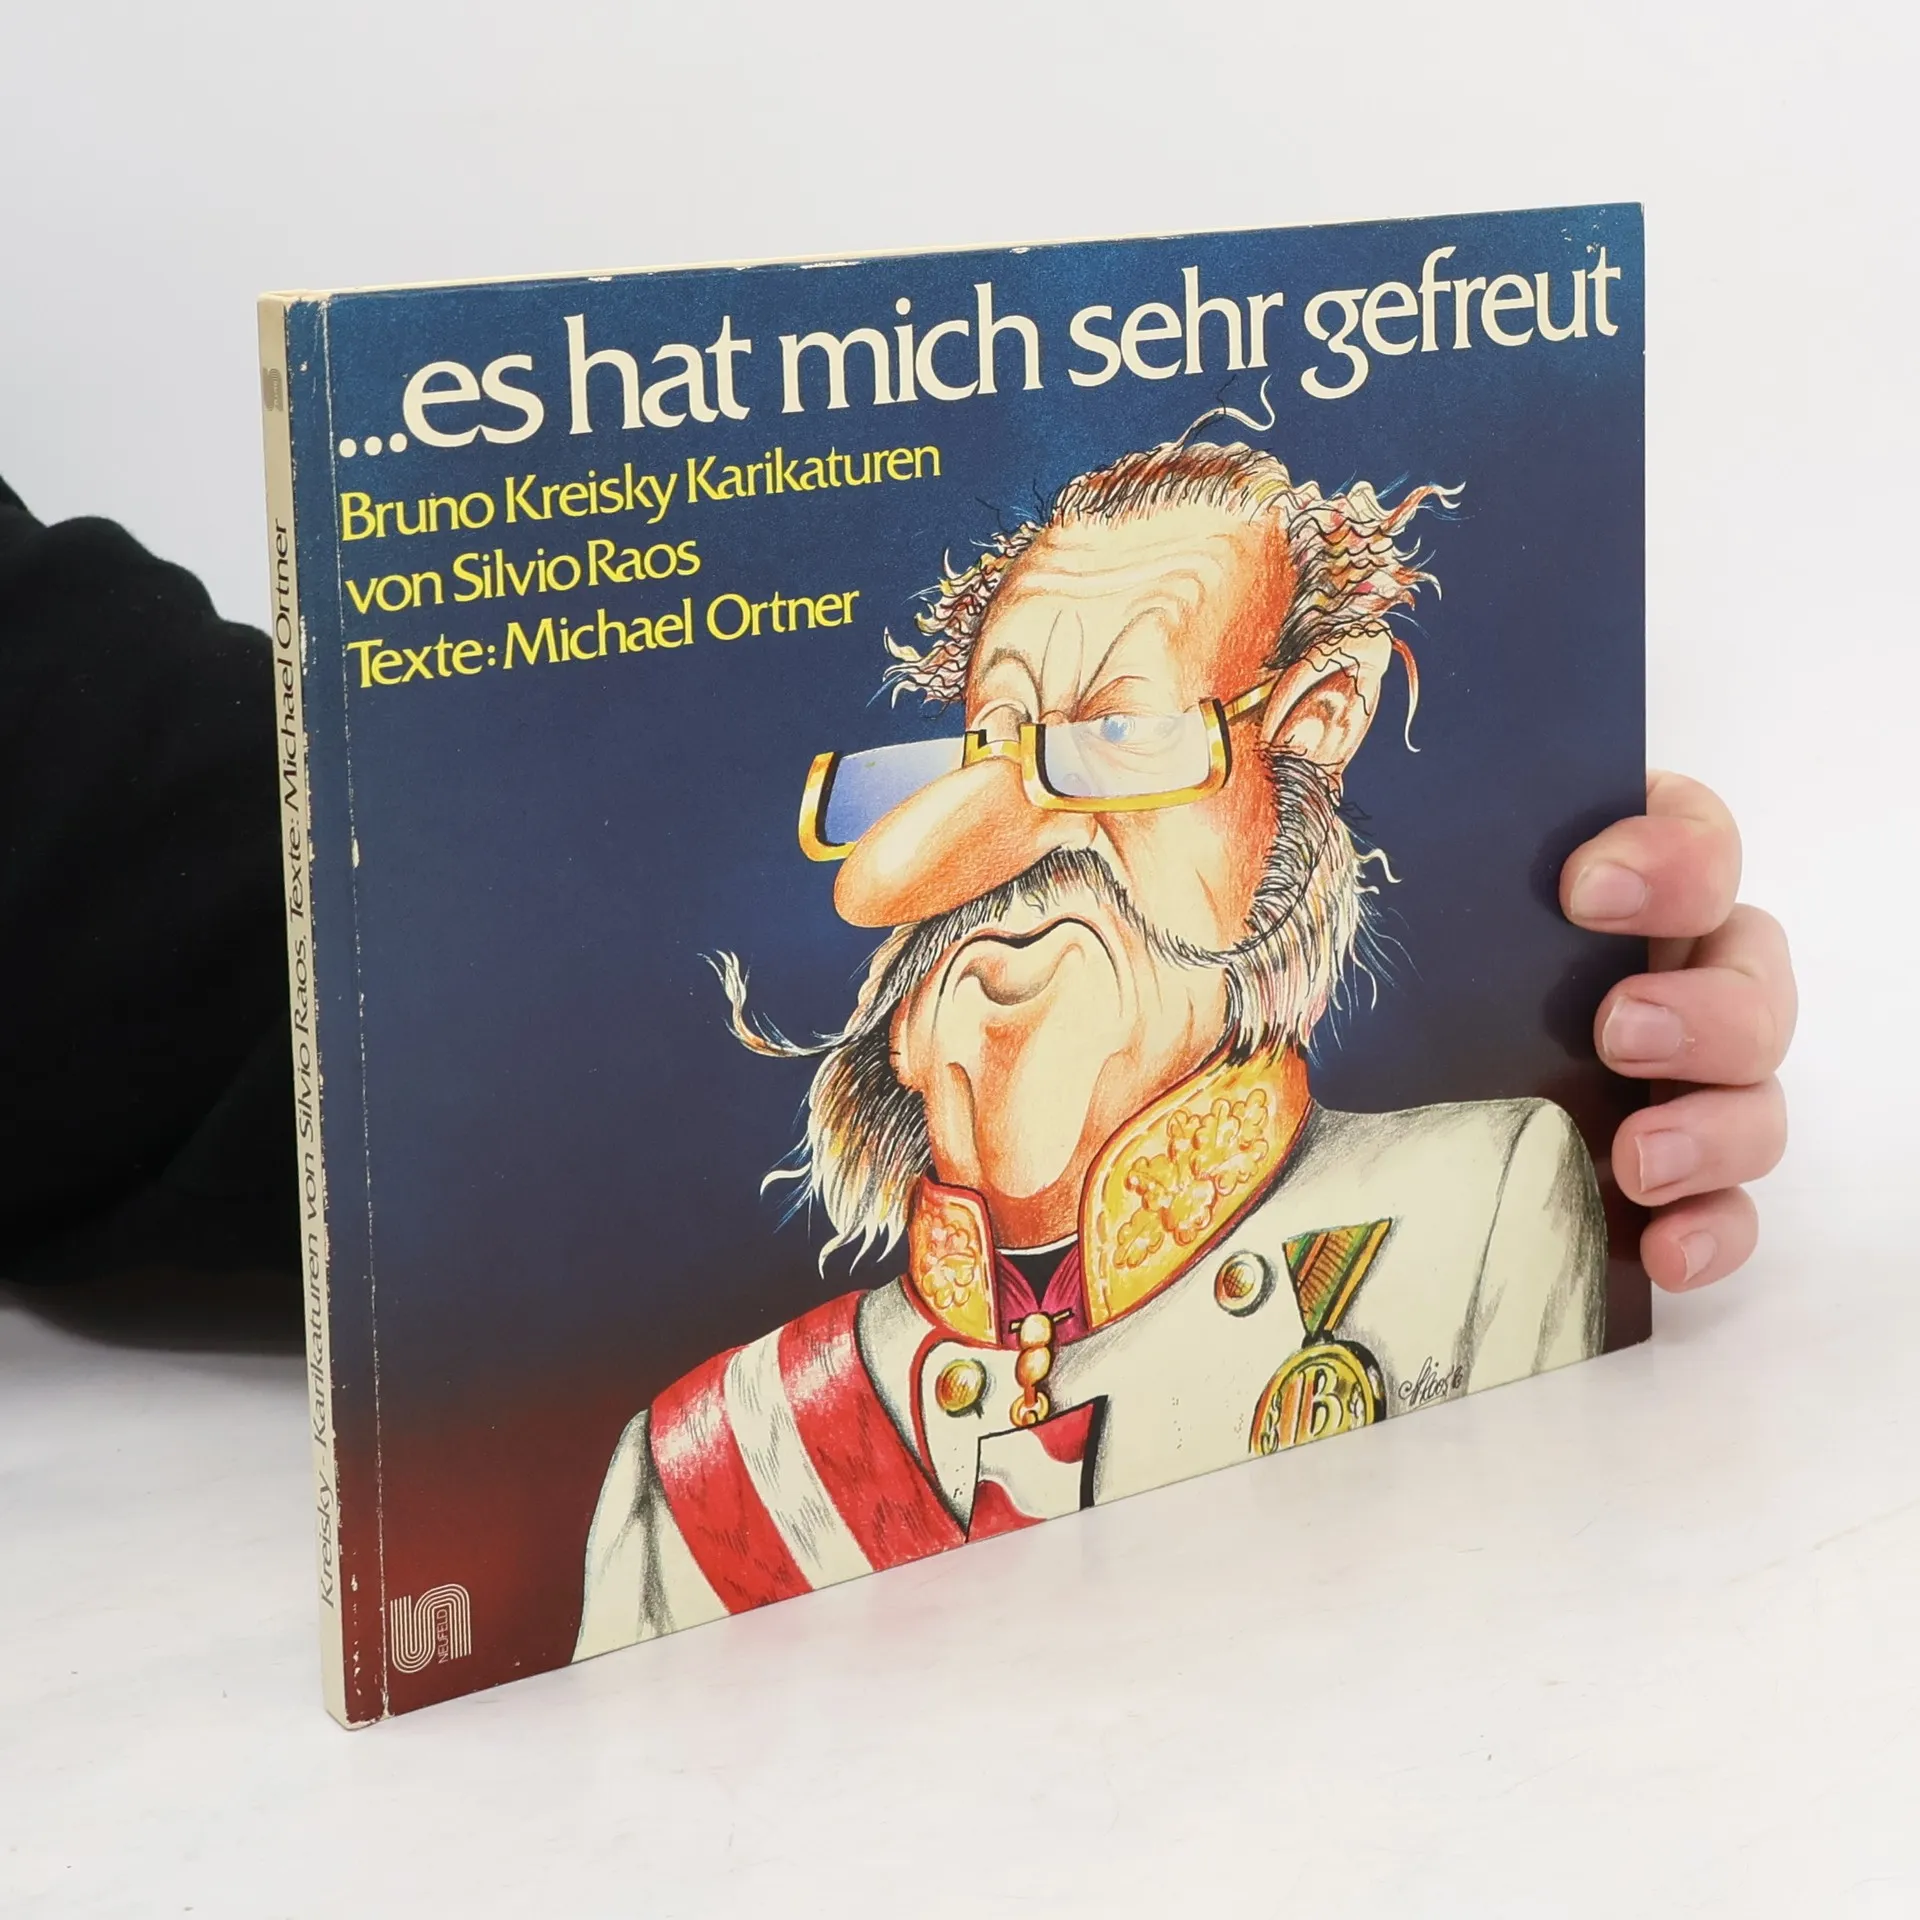 ...es hat mich sehr gefreut
Bruno Kreisky Karikaturen
von Silvio Raos
Texte: Michael Ortner
Kreisky - Karikaturen von Silvio Raos. Texte: Michael Ortner
NEUFELD
B